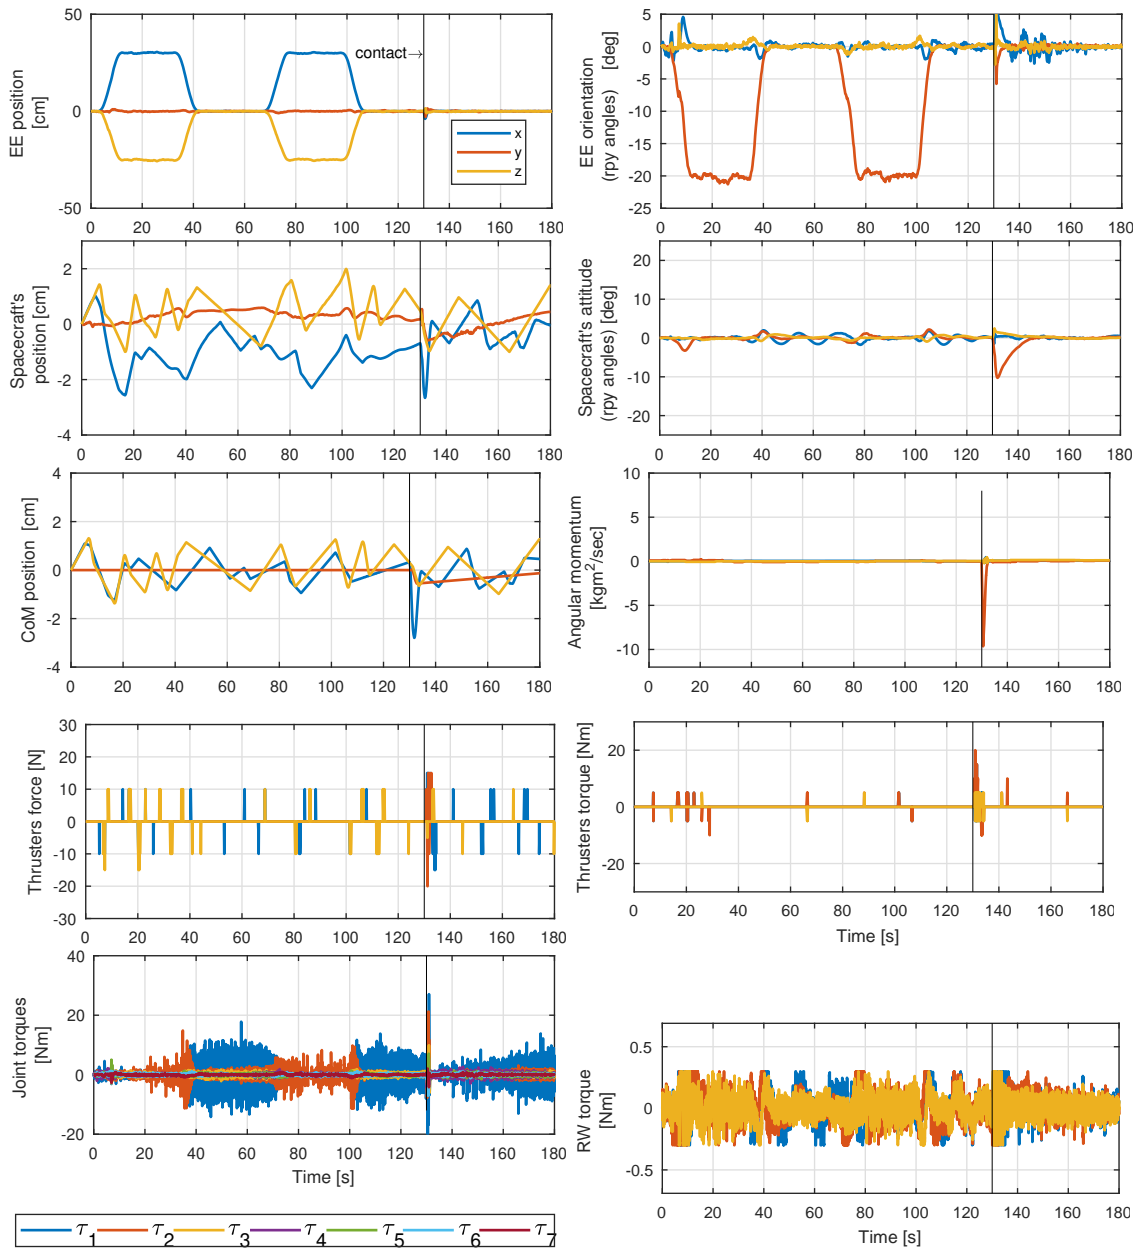 EE position
[cm]
50
0
-50
contact→
x
y
z
0 20 40 60 80 100 120 140 160 180
EE orientation
(rpy angles) [deg]
5
0
-5
-10
-15
-20
-25
0 20 40 60 80 100 120 140 160 180
Spacecraft's
position [cm]
2
0
-2
-4
0 20 40 60 80 100 120 140 160 180
Spacecraft's attitude
(rpy angles) [deg]
20
10
0
-10
-20
0 20 40 60 80 100 120 140 160 180
CoM position [cm]
4
2
0
-2
-4
0 20 40 60 80 100 120 140 160 180
Angular momentum
[kgm²/sec]
10
5
0
-5
-10
0 20 40 60 80 100 120 140 160 180
Thrusters force [N]
30
20
10
0
-10
-20
-30
0 20 40 60 80 100 120 140 160 180
Thrusters torque [Nm]
20
0
-20
0 20 40 60 80 100 120 140 160 180
Time [s]
Joint torques
[Nm]
40
20
0
-20
0 20 40 60 80 100 120 140 160 180
Time [s]
RW torque
[Nm]
0.5
0
-0.5
0 20 40 60 80 100 120 140 160 180
Time [s]
τ1 τ2 τ3 τ4 τ5 τ6 τ7